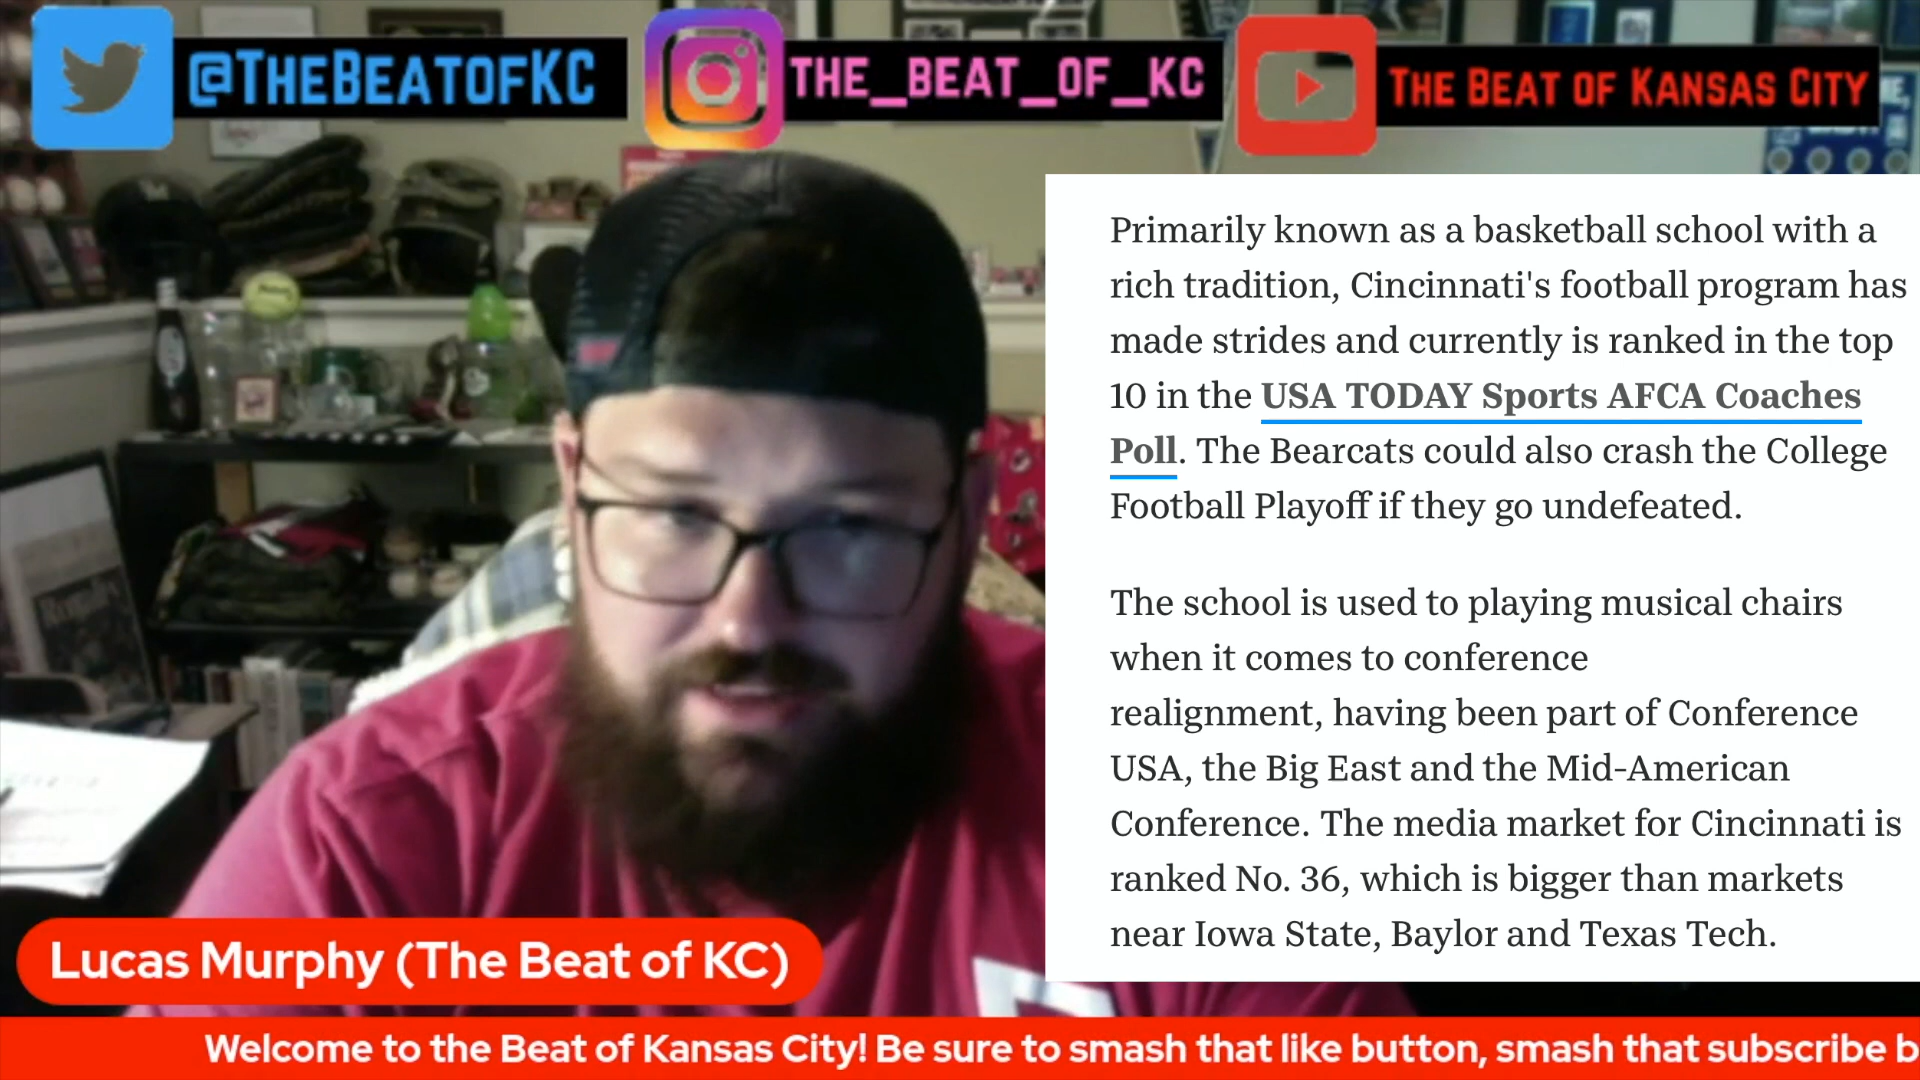 @TheBeatofKC
THE_BEAT_OF_KC
The Beat of Kansas City
Primarily known as a basketball school with a
rich tradition, Cincinnati's football program has
made strides and currently is ranked in the top
10 in the USA TODAY Sports AFCA Coaches
Poll. The Bearcats could also crash the College
Football Playoff if they go undefeated.
The school is used to playing musical chairs
when it comes to conference
realignment, having been part of Conference
USA, the Big East and the Mid-American
Conference. The media market for Cincinnati is
ranked No. 36, which is bigger than markets
near Iowa State, Baylor and Texas Tech.
Lucas Murphy (The Beat of KC)
Welcome to the Beat of Kansas City! Be sure to smash that like button, smash that subscribe b